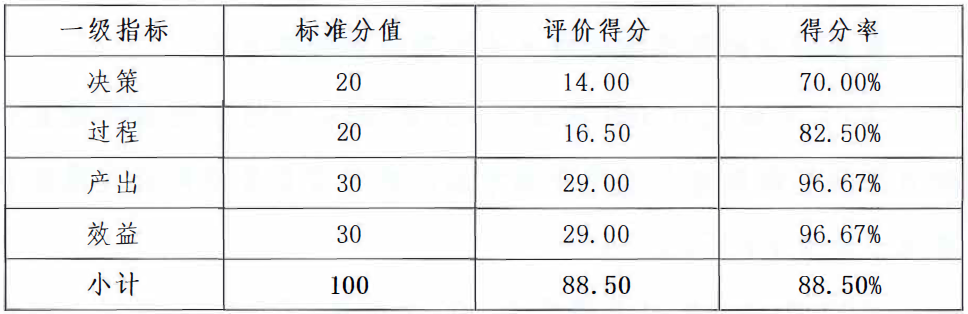 一级指标 标准分值 评价得分 得分率
决策 20 14.00 70.00%
过程 20 16.50 82.50%
产出 30 29.00 96.67%
效益 30 29.00 96.67%
小计 100 88.50 88.50%